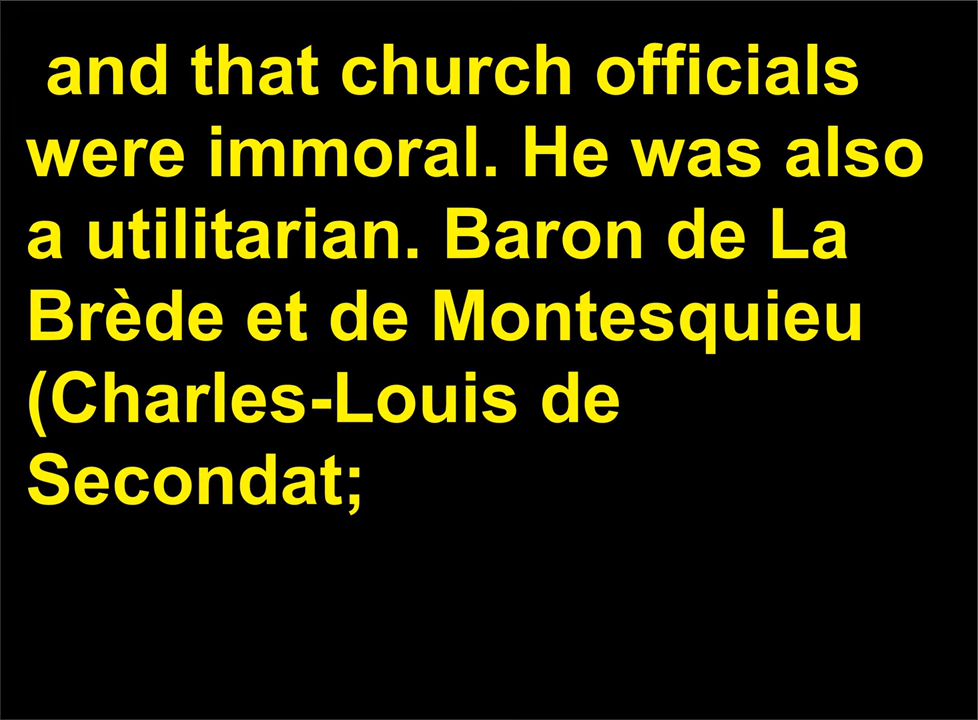 and that church officials
were immoral. He was also
a utilitarian. Baron de La
Brède et de Montesquieu
(Charles-Louis de
Secondat;